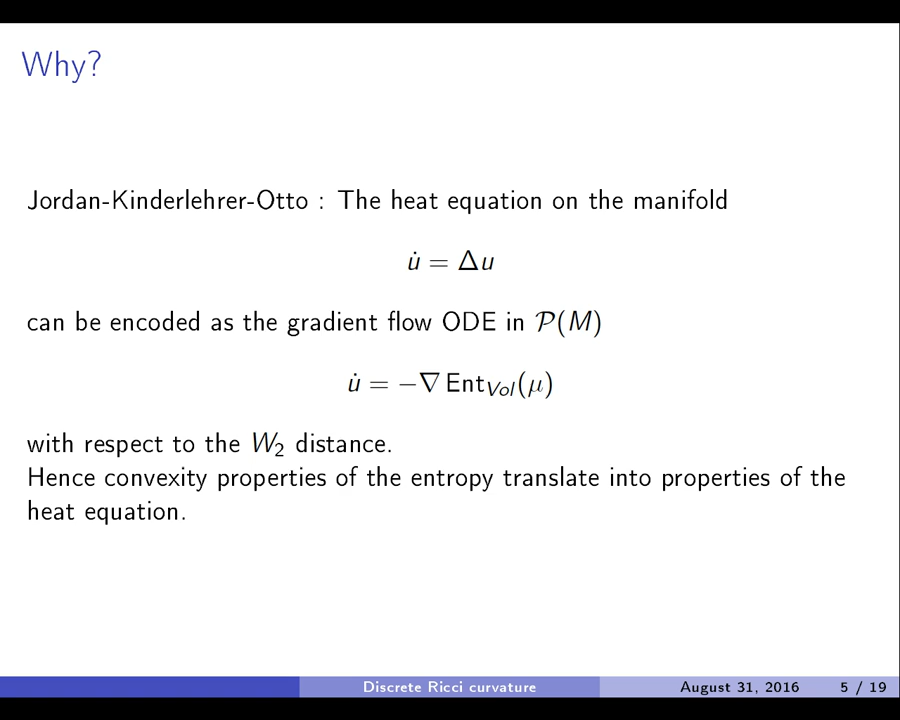 Why?
Jordan-Kinderlehrer-Otto : The heat equation on the manifold
u̇ = Δu
can be encoded as the gradient flow ODE in 𝒫(M)
u̇ = −∇ Ent_Vol(μ)
with respect to the W₂ distance.
Hence convexity properties of the entropy translate into properties of the
heat equation.
Discrete Ricci curvature August 31, 2016 5 / 19